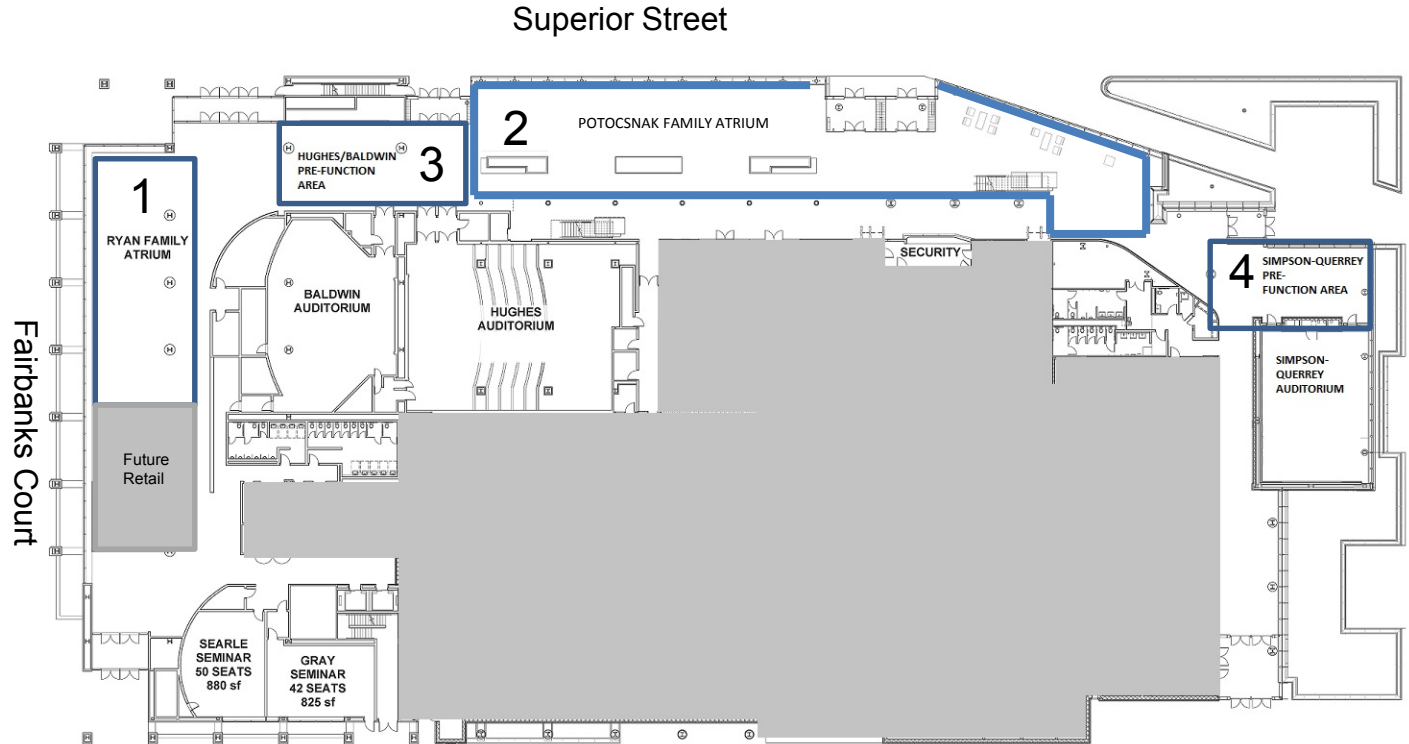 Superior Street
2
POTOCSNAK FAMILY ATRIUM
3
HUGHES/BALDWIN
PRE-FUNCTION
AREA
1
RYAN FAMILY
ATRIUM
SECURITY
4
SIMPSON-QUERREY
PRE-
FUNCTION AREA
BALDWIN
AUDITORIUM
HUGHES
AUDITORIUM
SIMPSON-
QUERREY
AUDITORIUM
Fairbanks Court
Future
Retail
SEARLE
SEMINAR
50 SEATS
880 sf
GRAY
SEMINAR
42 SEATS
825 sf